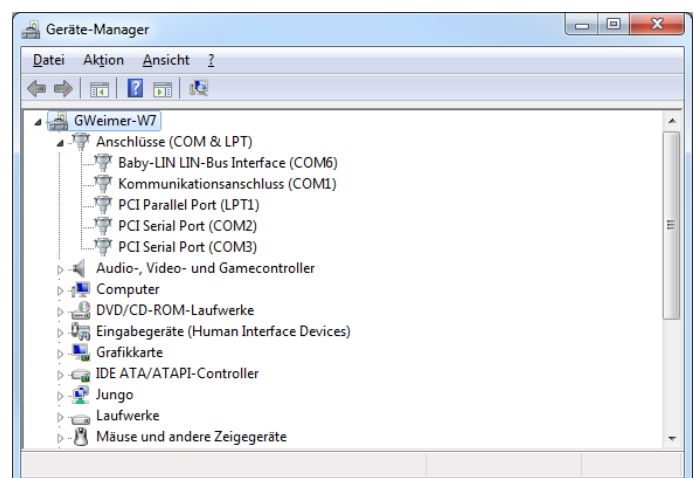 Geräte-Manager
Datei Aktion Ansicht ?
GWeimer-W7
Anschlüsse (COM & LPT)
Baby-LIN LIN-Bus Interface (COM6)
Kommunikationsanschluss (COM1)
PCI Parallel Port (LPT1)
PCI Serial Port (COM2)
PCI Serial Port (COM3)
Audio-, Video- und Gamecontroller
Computer
DVD/CD-ROM-Laufwerke
Eingabegeräte (Human Interface Devices)
Grafikkarte
IDE ATA/ATAPI-Controller
Jungo
Laufwerke
Mäuse und andere Zeigegeräte